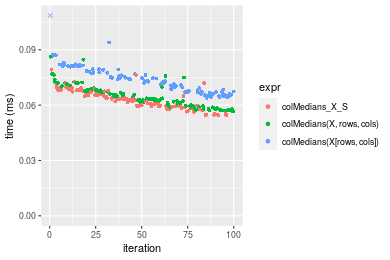 0.09
0.06
0.03
0.00
time (ms)
0
25
50
75
100
iteration
expr
colMedians_X_S
colMedians(X, rows, cols)
colMedians(X[rows, cols])